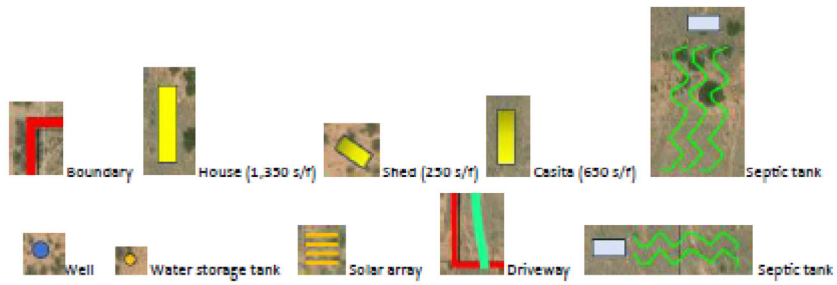 Boundary House (1,350 s/f) Shed (250 s/f) Casita (650 s/f) Septic tank
Well Water storage tank Solar array Driveway Septic tank